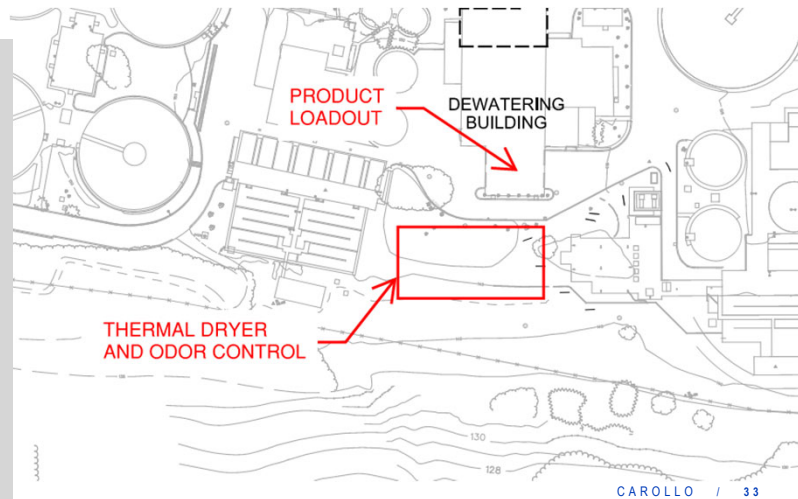 PRODUCT
LOADOUT
DEWATERING
BUILDING
THERMAL DRYER
AND ODOR CONTROL
130
128
CAROLLO / 33